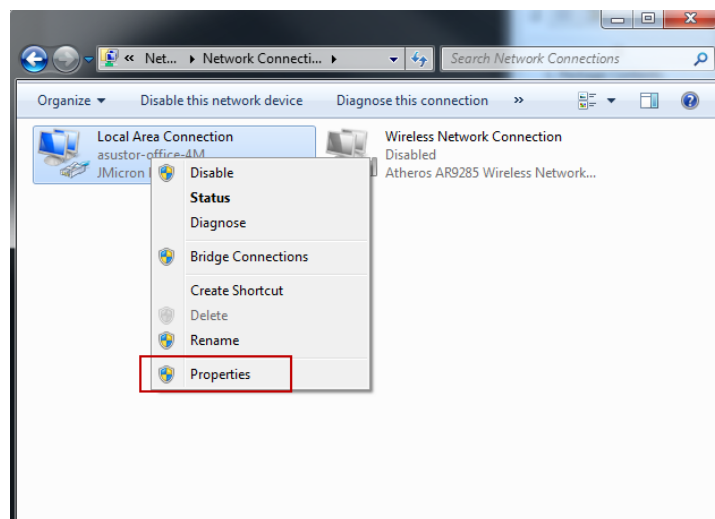 « Net... Network Connecti...
Search Network Connections
Organize Disable this network device Diagnose this connection »
Local Area Connection
asustor-office-4M
JMicron
Wireless Network Connection
Disabled
Atheros AR9285 Wireless Network...
Disable
Status
Diagnose
Bridge Connections
Create Shortcut
Delete
Rename
Properties